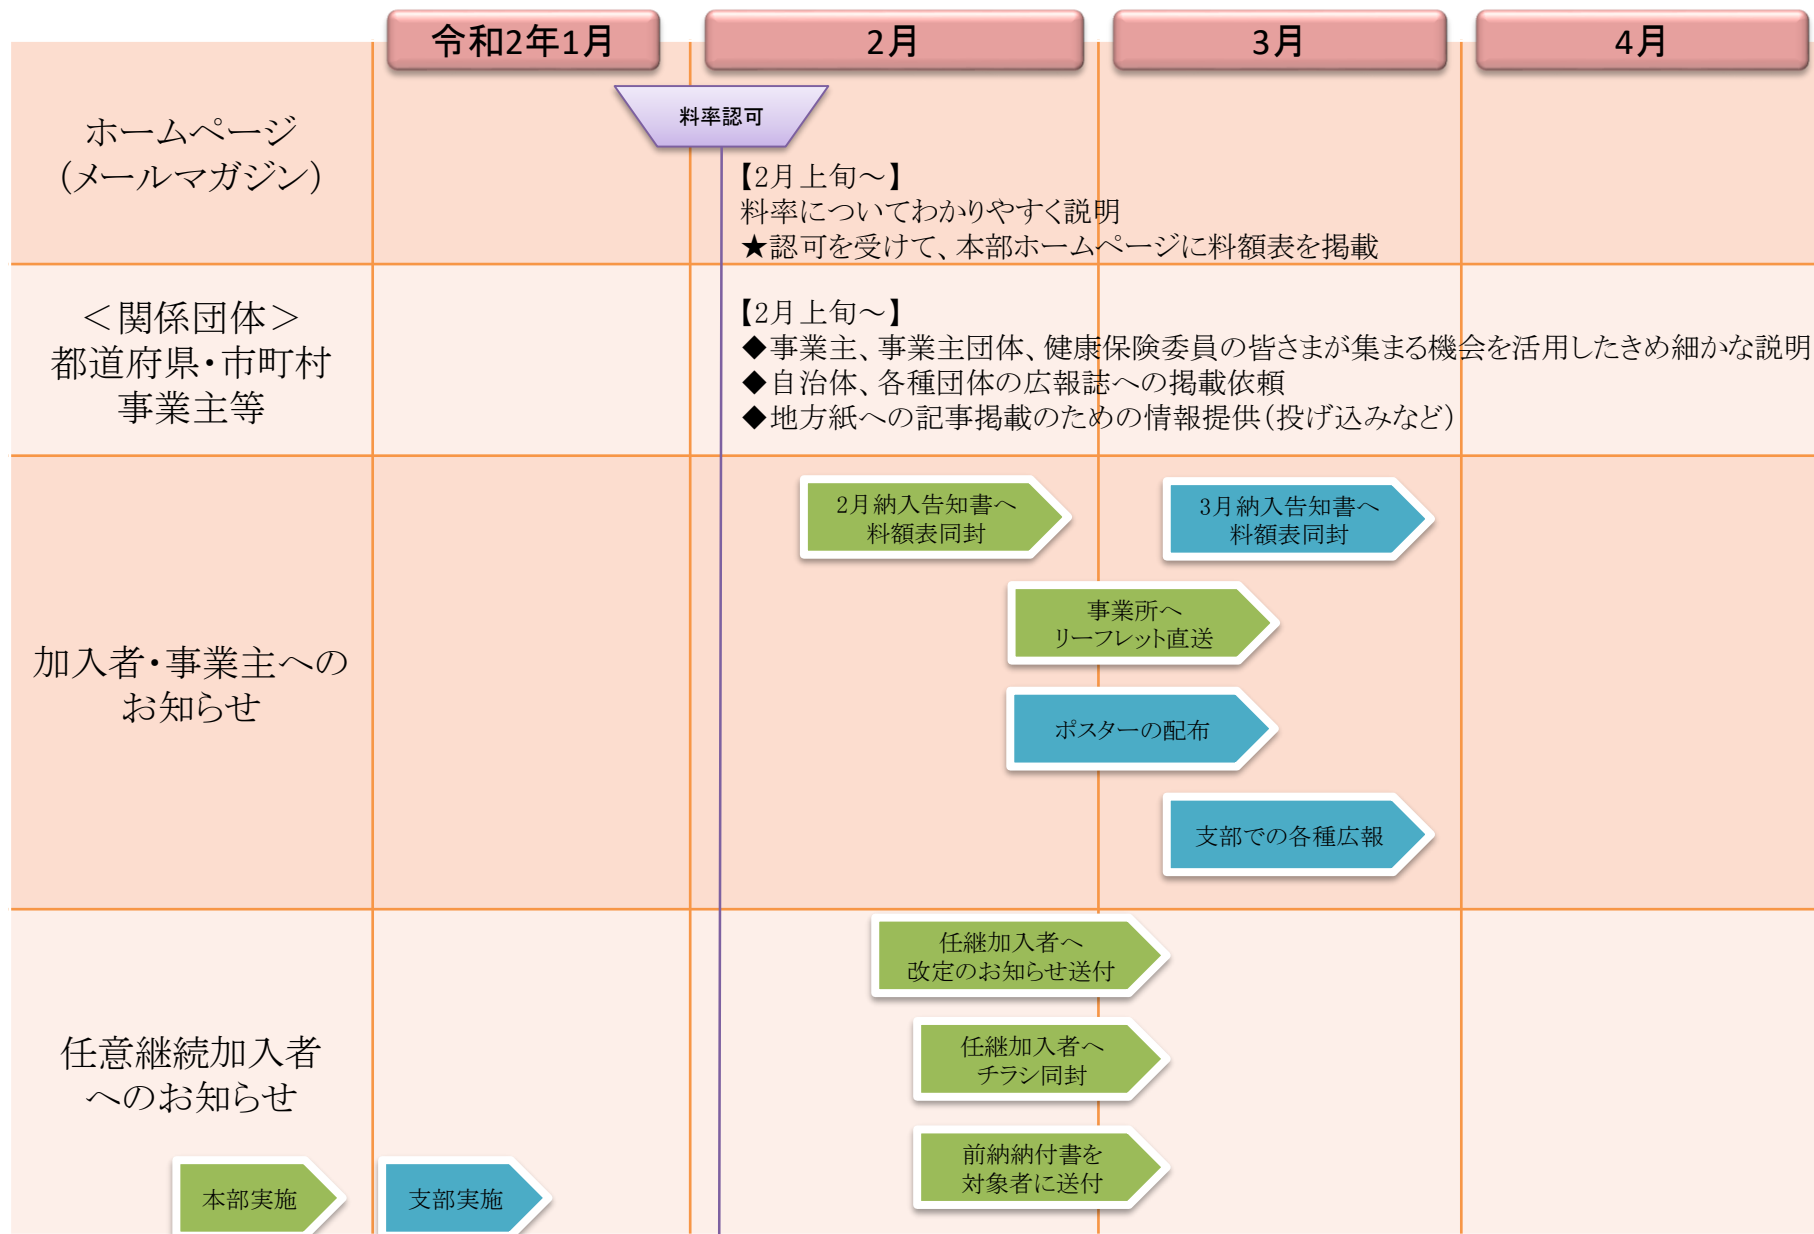 令和2年1月
2月
3月
4月
料率認可
ホームページ
（メールマガジン）
【2月上旬～】
料率についてわかりやすく説明
★認可を受けて、本部ホームページに料額表を掲載
＜関係団体＞
都道府県・市町村
事業主等
【2月上旬～】
◆事業主、事業主団体、健康保険委員の皆さまが集まる機会を活用したきめ細かな説明
◆自治体、各種団体の広報誌への掲載依頼
◆地方紙への記事掲載のための情報提供（投げ込みなど）
加入者・事業主への
お知らせ
2月納入告知書へ
料額表同封
3月納入告知書へ
料額表同封
事業所へ
リーフレット直送
ポスターの配布
支部での各種広報
任意継続加入者
へのお知らせ
任継加入者へ
改定のお知らせ送付
任継加入者へ
チラシ同封
前納納付書を
対象者に送付
本部実施
支部実施